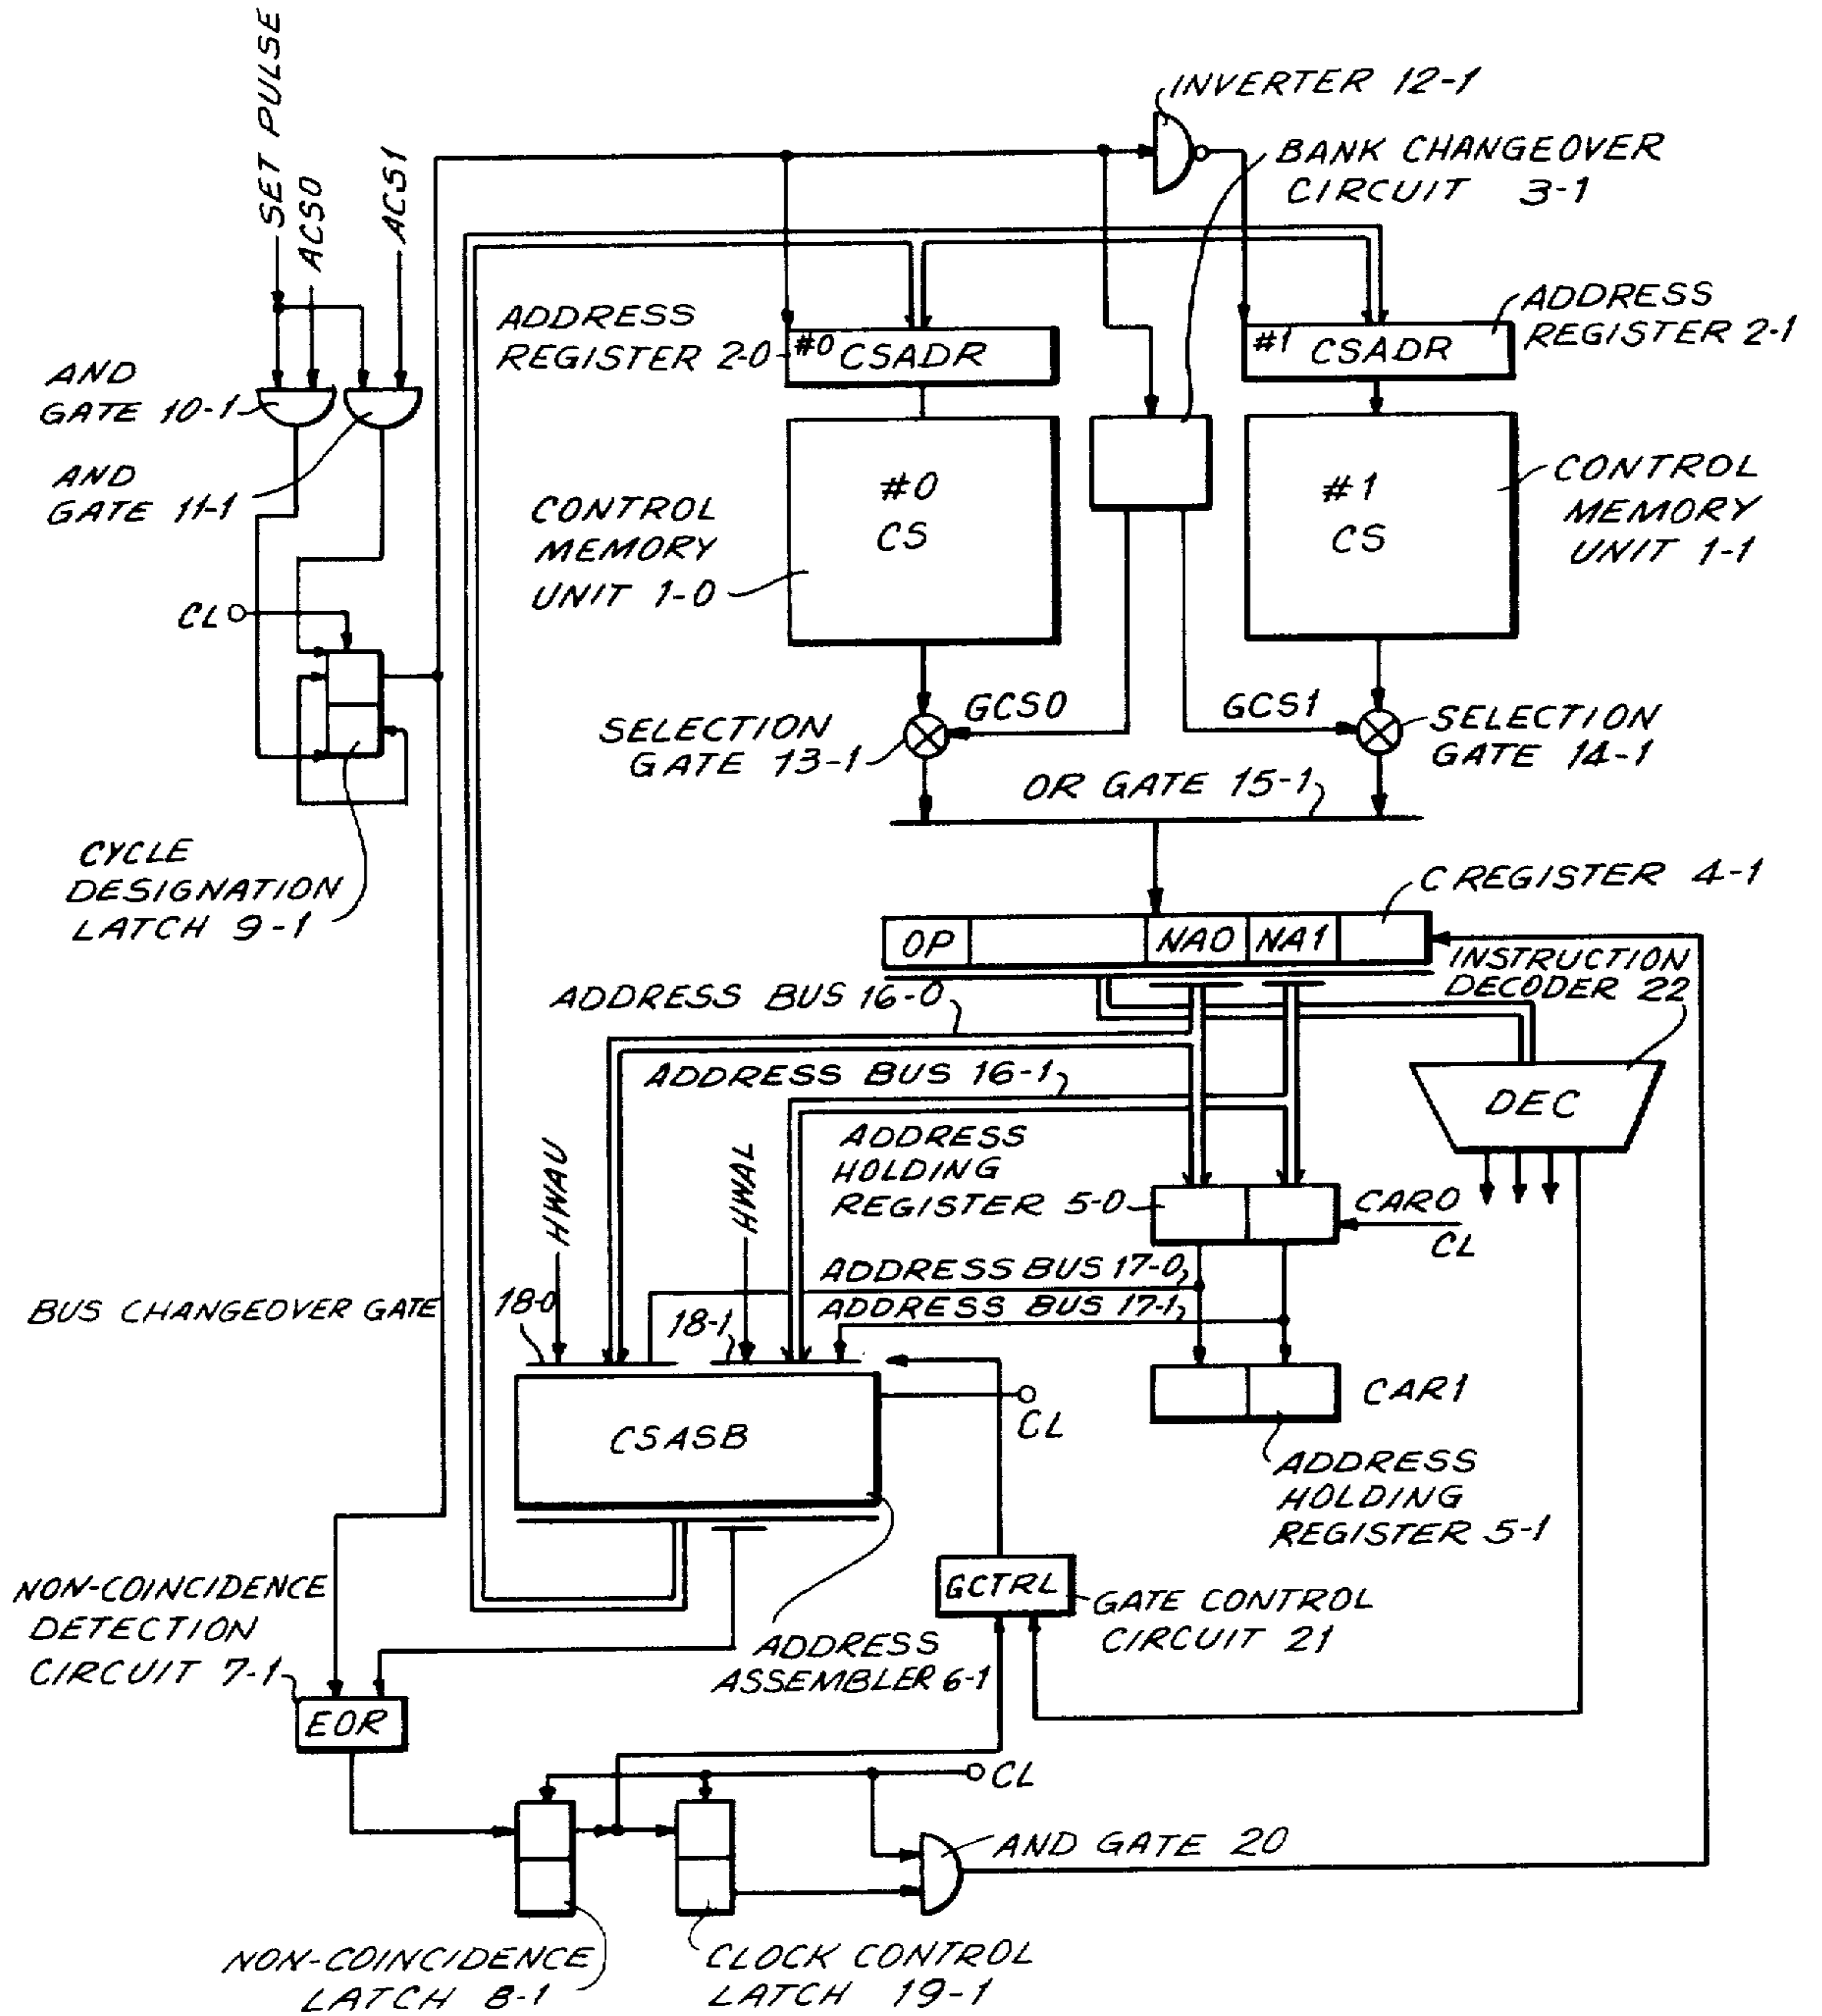 SET PULSE
ACS0
ACS1
INVERTER 12-1
BANK CHANGEOVER
CIRCUIT 3-1
ADDRESS
REGISTER 2-0
#0 CSADR
#1 CSADR
ADDRESS
REGISTER 2-1
AND
GATE 10-1
AND
GATE 11-1
CONTROL
MEMORY
UNIT 1-0
#0
CS
#1
CS
CONTROL
MEMORY
UNIT 1-1
CL
SELECTION
GATE 13-1
GCS0
GCS1
SELECTION
GATE 14-1
OR GATE 15-1
CYCLE
DESIGNATION
LATCH 9-1
C REGISTER 4-1
OP
NA0
NA1
INSTRUCTION
DECODER 22
ADDRESS BUS 16-0
ADDRESS BUS 16-1
DEC
HWAU
HWAL
ADDRESS
HOLDING
REGISTER 5-0
CAR0
CL
ADDRESS BUS 17-0
ADDRESS BUS 17-1
BUS CHANGEOVER GATE
18-0
18-1
CAR1
CSASB
CL
ADDRESS
HOLDING
REGISTER 5-1
GCTRL
GATE CONTROL
CIRCUIT 21
NON-COINCIDENCE
DETECTION
CIRCUIT 7-1
ADDRESS
ASSEMBLER 6-1
EOR
CL
AND GATE 20
NON-COINCIDENCE
LATCH 8-1
CLOCK CONTROL
LATCH 19-1